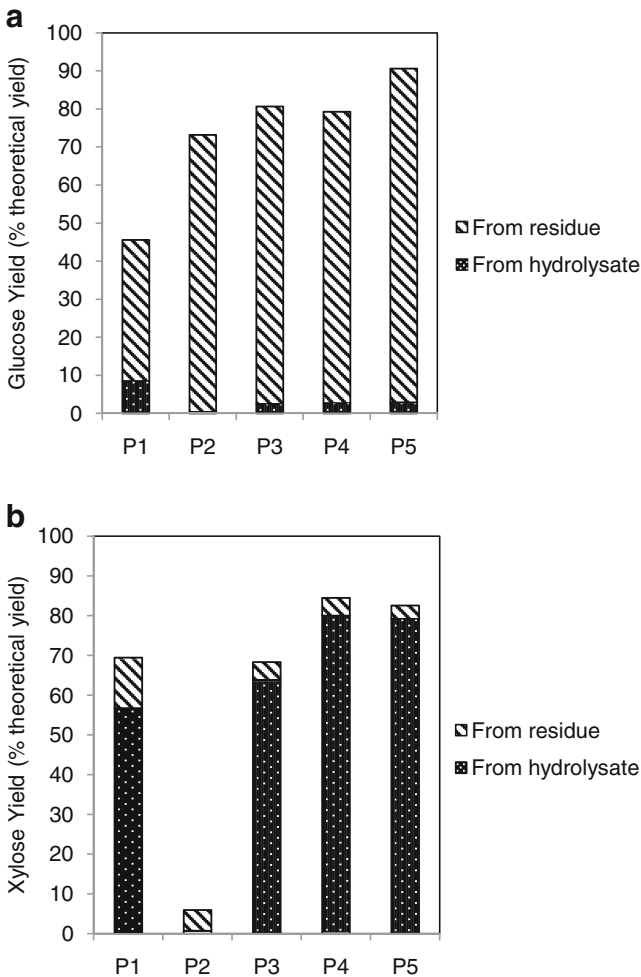 a
Glucose Yield (% theoretical yield)
100
90
80
70
60
50
40
30
20
10
0
P1 P2 P3 P4 P5
From residue
From hydrolysate
b
Xylose Yield (% theoretical yield)
100
90
80
70
60
50
40
30
20
10
0
P1 P2 P3 P4 P5
From residue
From hydrolysate